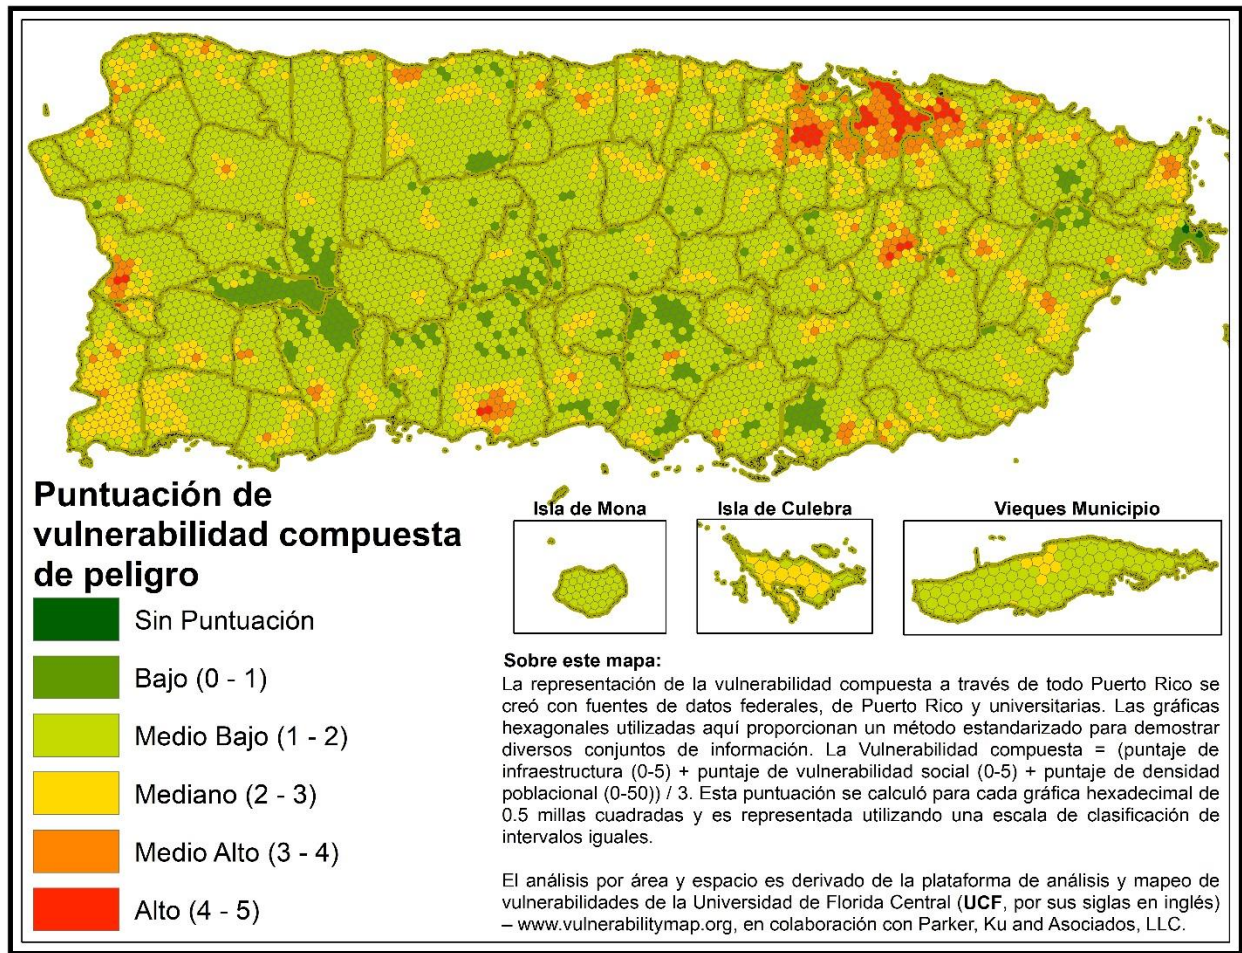 Puntuación de
vulnerabilidad compuesta
de peligro
Sin Puntuación
Bajo (0 - 1)
Medio Bajo (1 - 2)
Mediano (2 - 3)
Medio Alto (3 - 4)
Alto (4 - 5)
Isla de Mona
Isla de Culebra
Vieques Municipio
Sobre este mapa:
La representación de la vulnerabilidad compuesta a través de todo Puerto Rico se
creó con fuentes de datos federales, de Puerto Rico y universitarias. Las gráficas
hexagonales utilizadas aquí proporcionan un método estandarizado para demostrar
diversos conjuntos de información. La Vulnerabilidad compuesta = (puntaje de
infraestructura (0-5) + puntaje de vulnerabilidad social (0-5) + puntaje de densidad
poblacional (0-50)) / 3. Esta puntuación se calculó para cada gráfica hexadecimal de
0.5 millas cuadradas y es representada utilizando una escala de clasificación de
intervalos iguales.
El análisis por área y espacio es derivado de la plataforma de análisis y mapeo de
vulnerabilidades de la Universidad de Florida Central (UCF, por sus siglas en inglés)
– www.vulnerabilitymap.org, en colaboración con Parker, Ku and Asociados, LLC.